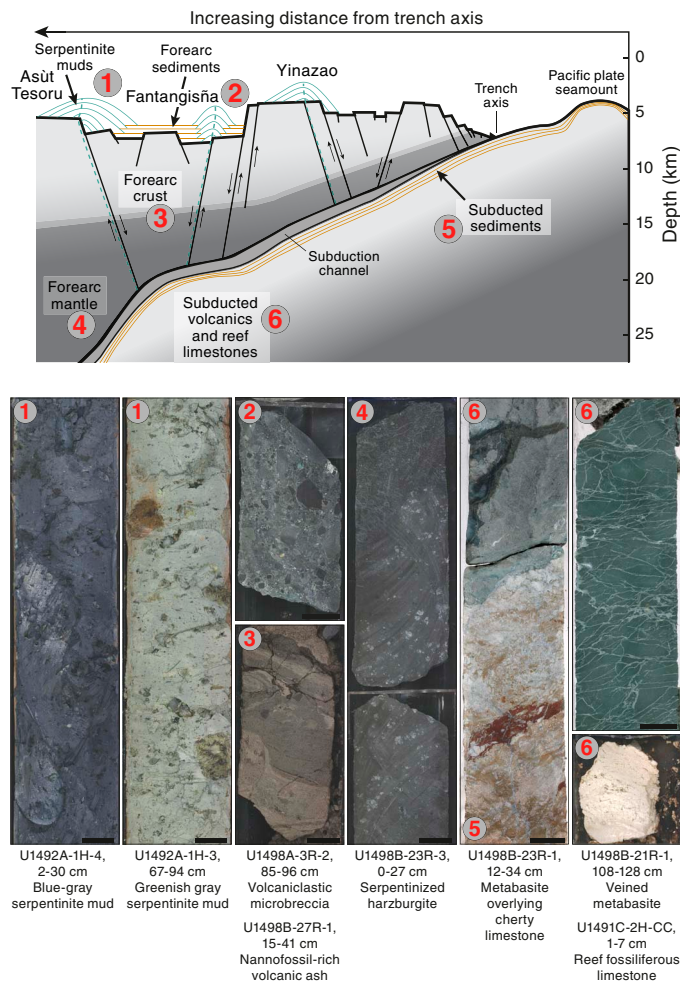 Increasing distance from trench axis
Serpentinite
muds
1
Asùt
Tesoru
Forearc
sediments
2
Fantangisña
Yinazao
Trench
axis
Pacific plate
seamount
0
5
10
15
20
25
Depth (km)
Forearc
crust
3
Subducted
sediments
5
Subduction
channel
Forearc
mantle
4
Subducted
volcanics
and reef
limestones
6
1
1
2
4
6
6
3
6
5
U1492A-1H-4,
2-30 cm
Blue-gray
serpentinite mud
U1492A-1H-3,
67-94 cm
Greenish gray
serpentinite mud
U1498A-3R-2,
85-96 cm
Volcaniclastic
microbreccia
U1498B-27R-1,
15-41 cm
Nannofossil-rich
volcanic ash
U1498B-23R-3,
0-27 cm
Serpentinized
harzburgite
U1498B-23R-1,
12-34 cm
Metabasite
overlying
cherty
limestone
U1498B-21R-1,
108-128 cm
Veined
metabasite
U1491C-2H-CC,
1-7 cm
Reef fossiliferous
limestone